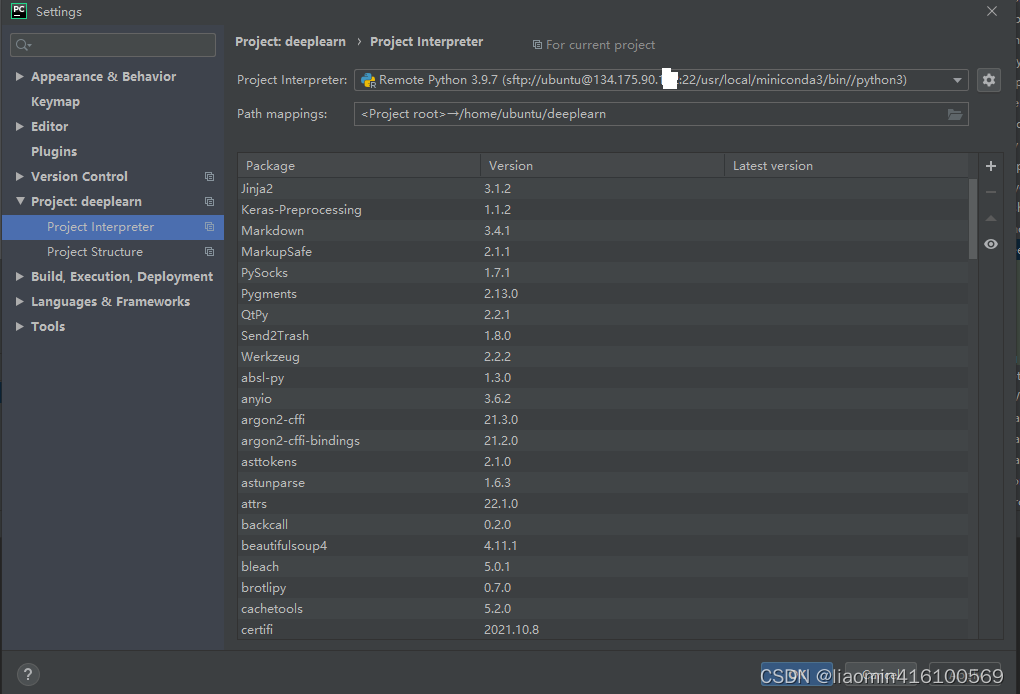 PC Settings
Project: deeplearn › Project Interpreter For current project
Appearance & Behavior
Keymap
Editor
Plugins
Version Control
Project: deeplearn
Project Interpreter
Project Structure
Build, Execution, Deployment
Languages & Frameworks
Tools
Project Interpreter: Remote Python 3.9.7 (sftp://ubuntu@134.175.90. :22/usr/local/miniconda3/bin//python3)
Path mappings: <Project root>→/home/ubuntu/deeplearn
Package Version Latest version
Jinja2 3.1.2
Keras-Preprocessing 1.1.2
Markdown 3.4.1
MarkupSafe 2.1.1
PySocks 1.7.1
Pygments 2.13.0
QtPy 2.2.1
Send2Trash 1.8.0
Werkzeug 2.2.2
absl-py 1.3.0
anyio 3.6.2
argon2-cffi 21.3.0
argon2-cffi-bindings 21.2.0
asttokens 2.1.0
astunparse 1.6.3
attrs 22.1.0
backcall 0.2.0
beautifulsoup4 4.11.1
bleach 5.0.1
brotlipy 0.7.0
cachetools 5.2.0
certifi 2021.10.8
?
CSDN @liaomin416100569